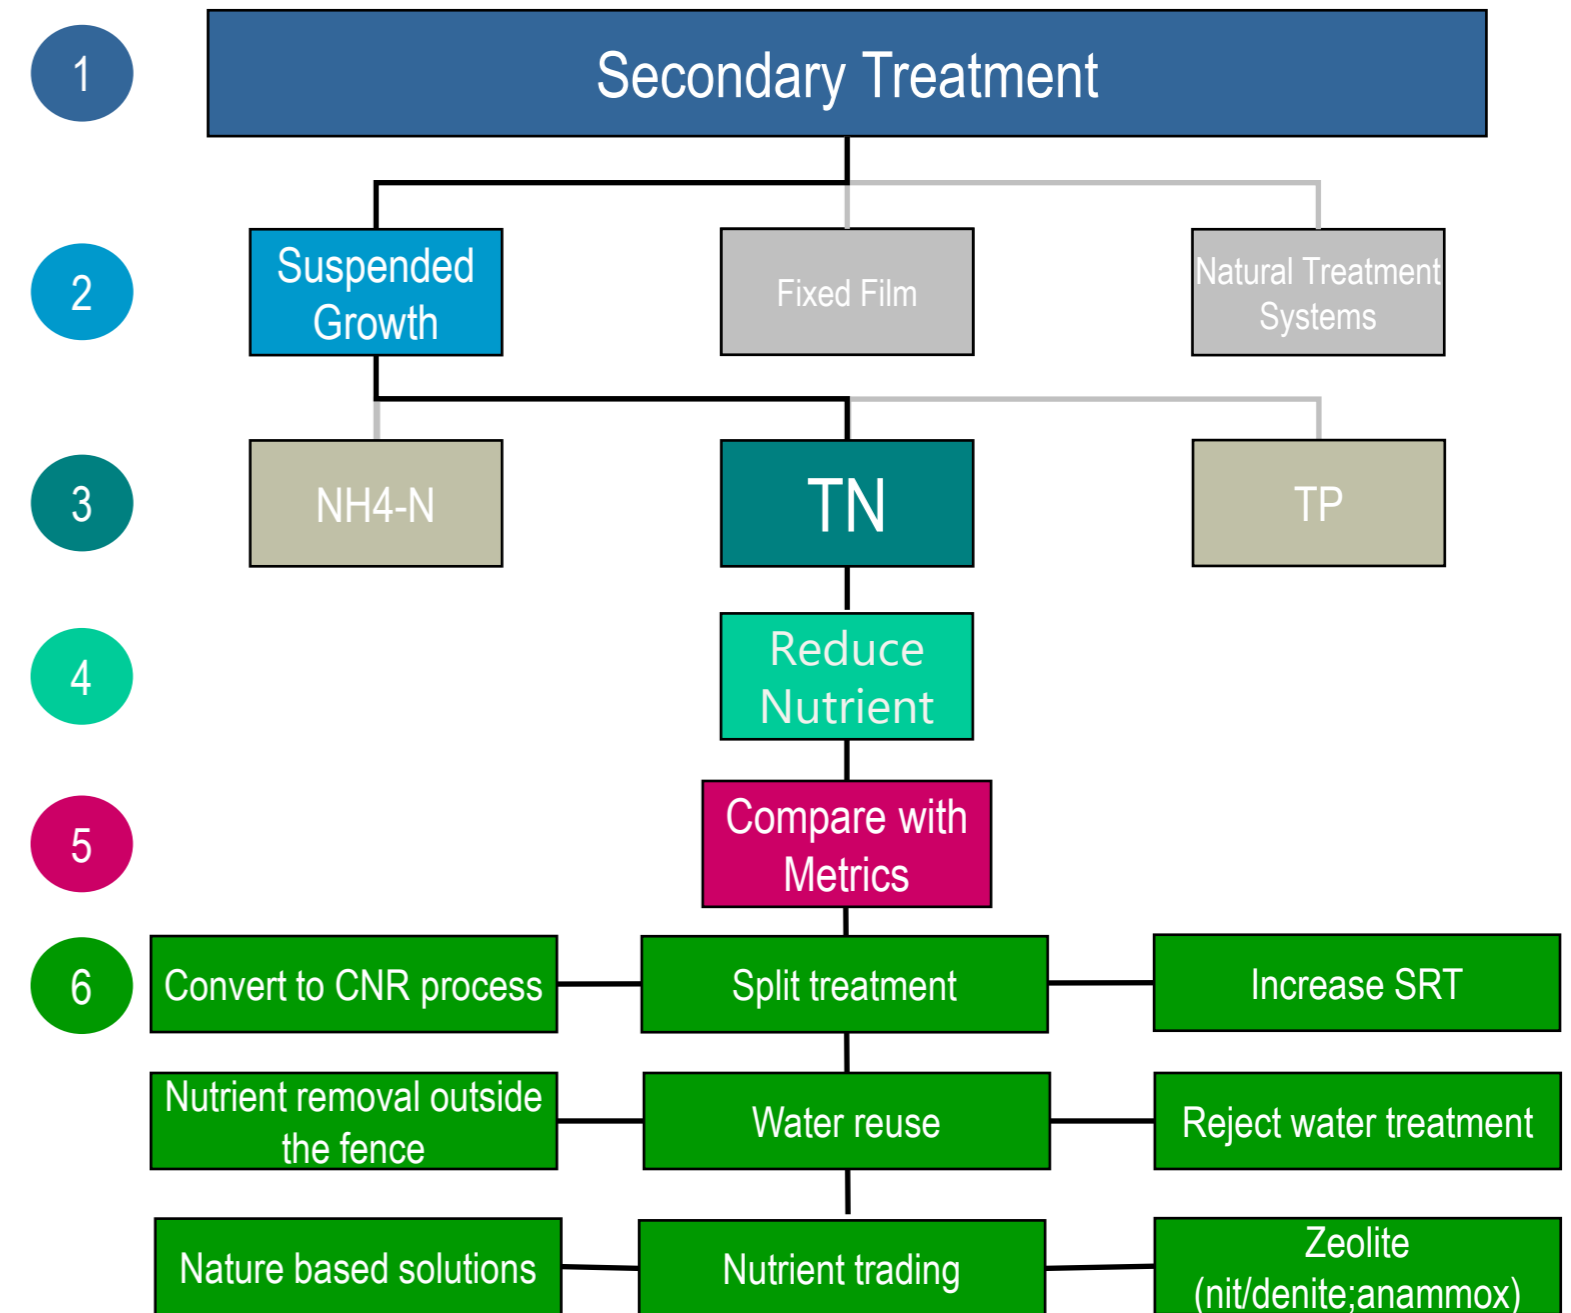 1
Secondary Treatment
2
Suspended
Growth
Fixed Film
Natural Treatment
Systems
3
NH4-N
TN
TP
4
Reduce
Nutrient
5
Compare with
Metrics
6
Convert to CNR process
Split treatment
Increase SRT
Nutrient removal outside
the fence
Water reuse
Reject water treatment
Nature based solutions
Nutrient trading
Zeolite
(nit/denite;anammox)